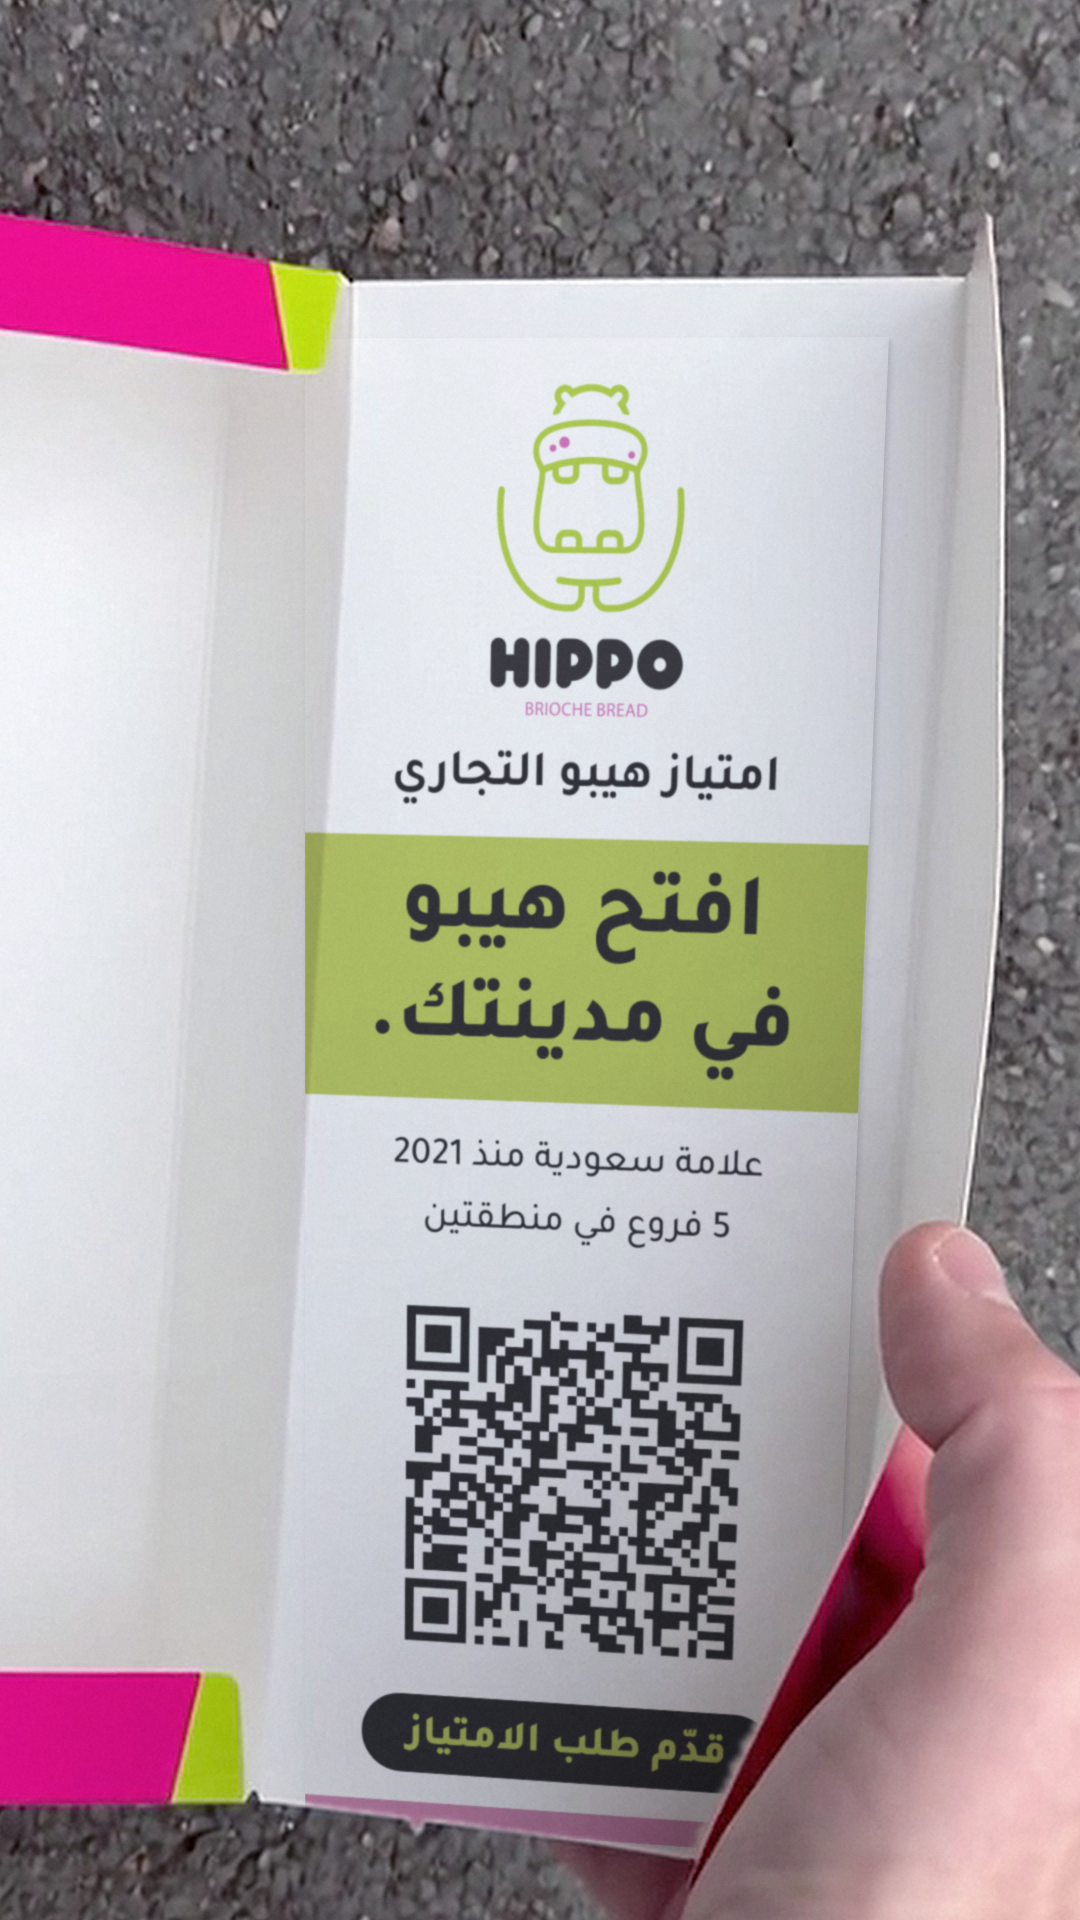 HIPPO
BRIOCHE BREAD
امتياز هيبو التجاري
افتح هيبو
في مدينتك.
علامة سعودية منذ 2021
5 فروع في منطقتين
قدّم طلب الامتياز